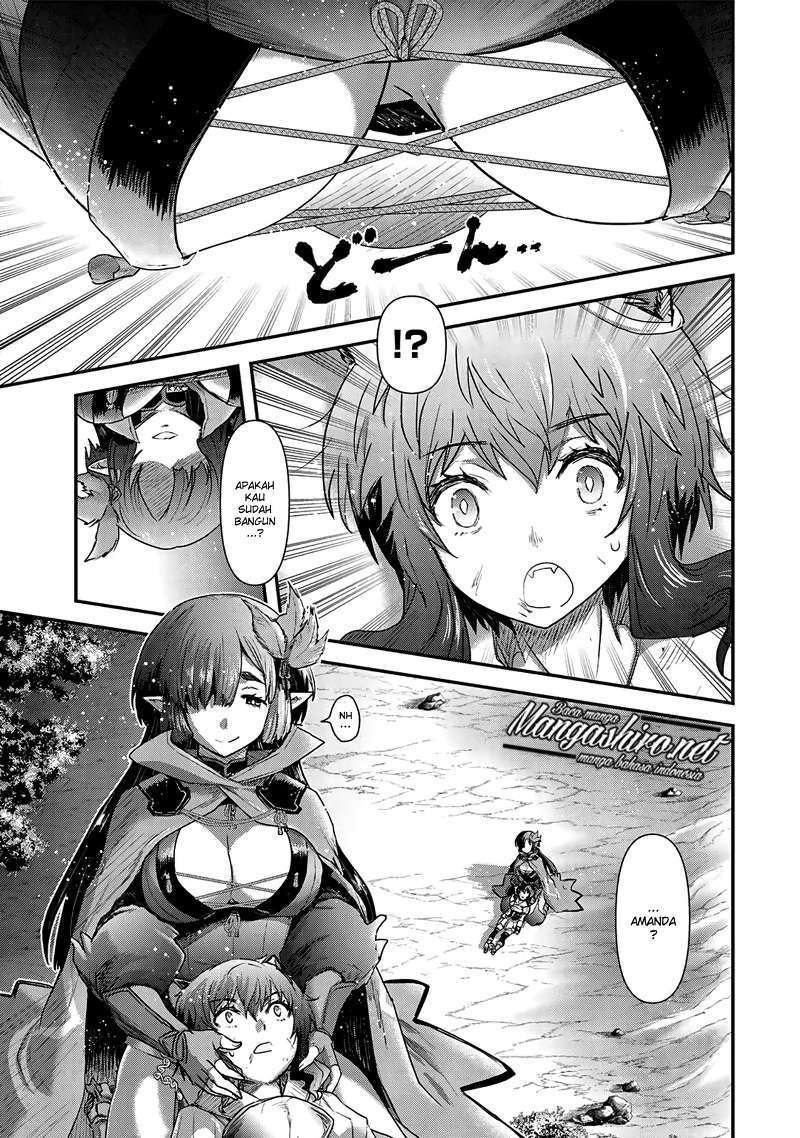 どーん‥
!?
APAKAH
KAU
SUDAH
BANGUN
...?
NH
...
Baca manga
Mangashiro.net
manga bahasa indonesia
...
AMANDA
?